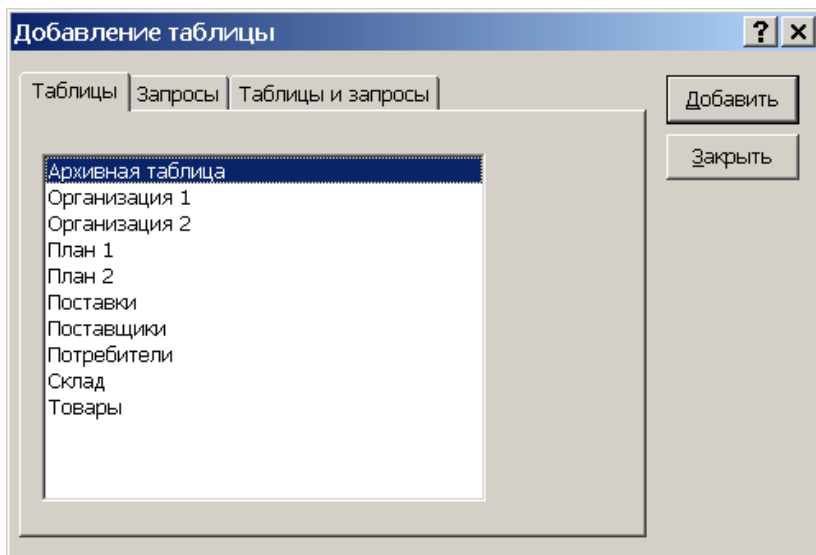 Добавление таблицы
Таблицы Запросы Таблицы и запросы
Добавить
Закрыть
Архивная таблица
Организация 1
Организация 2
План 1
План 2
Поставки
Поставщики
Потребители
Склад
Товары